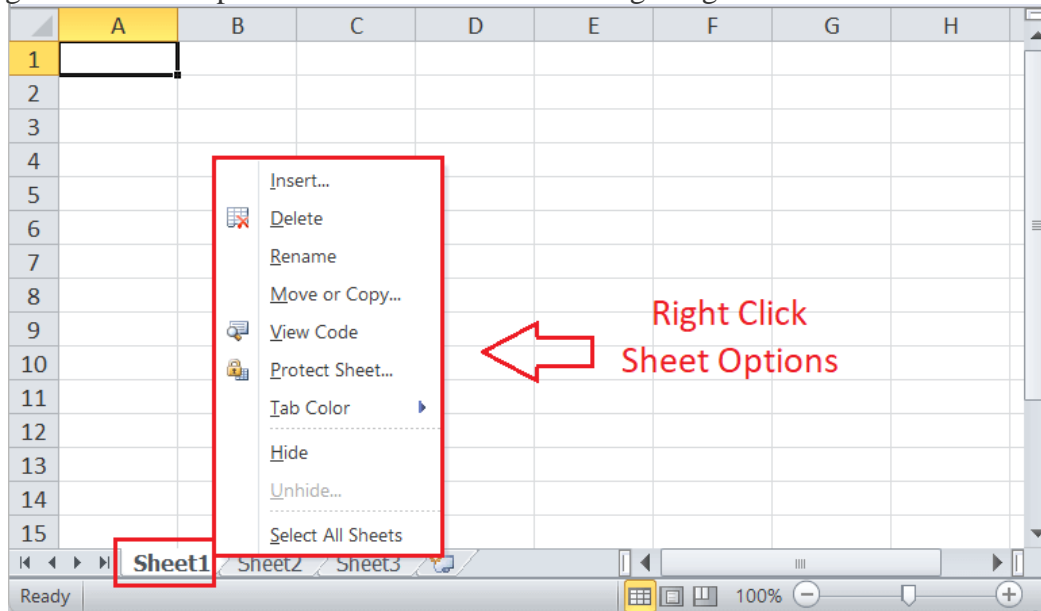 A B C D E F G H
1
2
3
4
5
6
7
8
9
10
11
12
13
14
15
Insert...
Delete
Rename
Move or Copy...
View Code
Protect Sheet...
Tab Color
Hide
Unhide...
Select All Sheets
Right Click
Sheet Options
Sheet1 Sheet2 Sheet3
Ready 100%